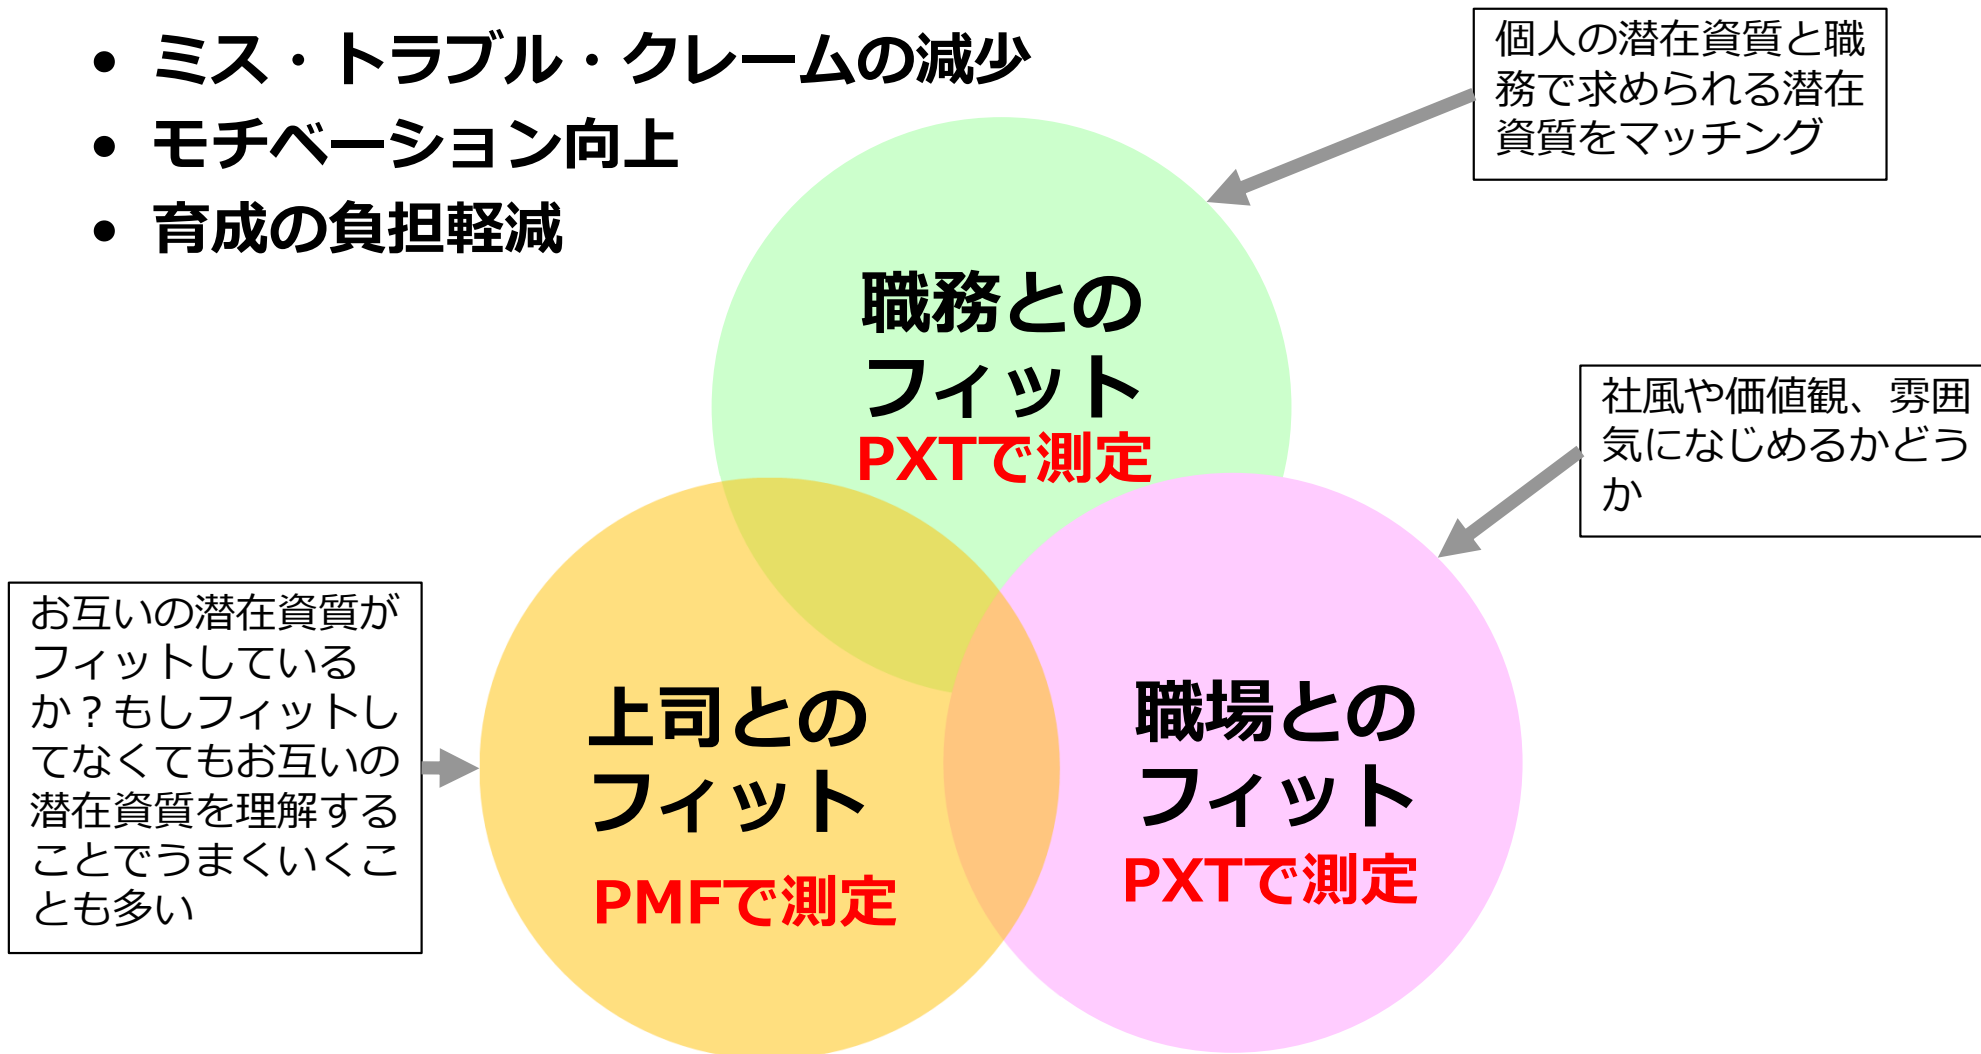 • ミス・トラブル・クレームの減少
• モチベーション向上
• 育成の負担軽減
個人の潜在資質と職
務で求められる潜在
資質をマッチング
職務との
フィット
PXTで測定
社風や価値観、雰囲
気になじめるかどう
か
お互いの潜在資質が
フィットしている
か？もしフィットし
てなくてもお互いの
潜在資質を理解する
ことでうまくいくこ
とも多い
上司との
フィット
PMFで測定
職場との
フィット
PXTで測定